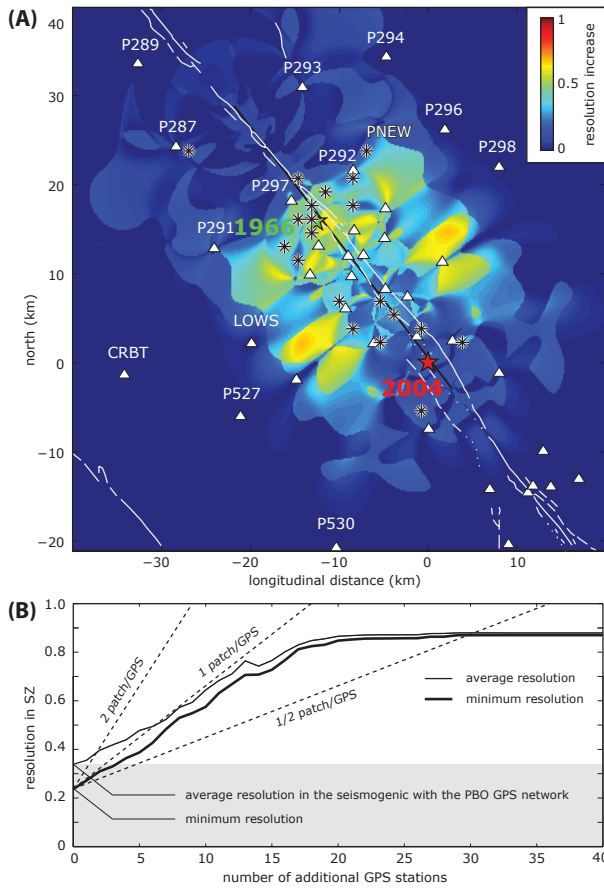 (A)
40
30
20
10
0
−10
−20
north (km)
−30
−20
−10
0
10
longitudinal distance (km)
P289
P294
P293
P287
P296
PNEW
P292
P298
P297
P291
1966
LOWS
CRBT
2004
P527
P530
1
0.5
0
resolution increase
(B)
1.0
0.8
0.6
0.4
0.2
0
resolution in SZ
2 patch/GPS
1 patch/GPS
1/2 patch/GPS
average resolution
minimum resolution
average resolution in the seismogenic with the PBO GPS network
minimum resolution
0
5
10
15
20
25
30
35
40
number of additional GPS stations